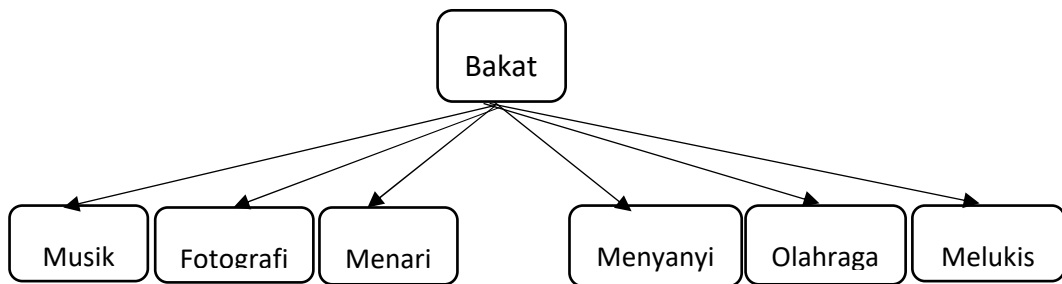 Bakat
Musik
Fotografi
Menari
Menyanyi
Olahraga
Melukis